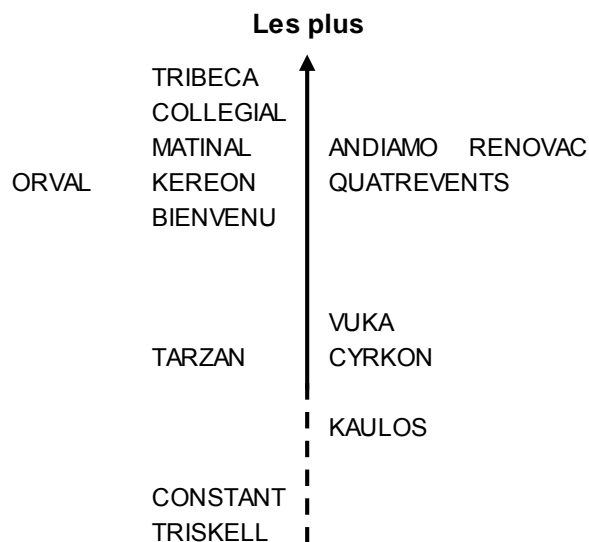 Les plus
TRIBECA
COLLEGIAL
MATINAL ANDIAMO RENOVAC
ORVAL KEREON QUATREVENTS
BIENVENU
VUKA
TARZAN CYRKON
KAULOS
CONSTANT
TRISKELL